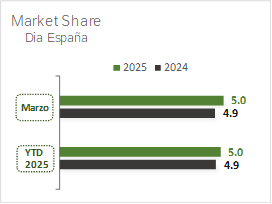 Market Share
Dia España
2025 2024
Marzo 5.0
4.9
YTD
2025 5.0
4.9